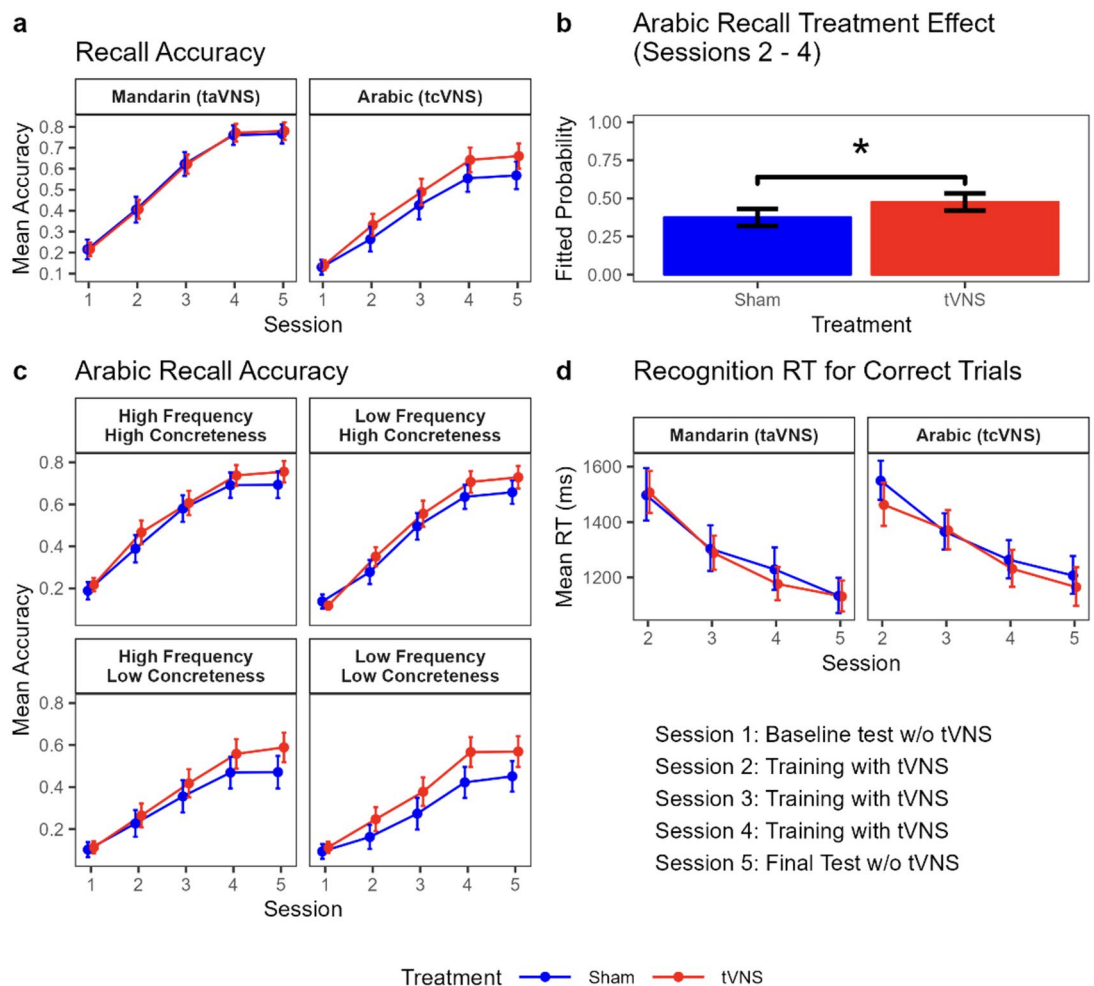 a
Recall Accuracy
Mandarin (taVNS)
Arabic (tcVNS)
Mean Accuracy
0.8
0.7
0.6
0.5
0.4
0.3
0.2
0.1
1 2 3 4 5
1 2 3 4 5
Session
b
Arabic Recall Treatment Effect
(Sessions 2 - 4)
Fitted Probability
1.00
0.75
0.50
0.25
0.00
*
Sham
tVNS
Treatment
c
Arabic Recall Accuracy
High Frequency
High Concreteness
Low Frequency
High Concreteness
0.8
0.6
0.4
0.2
Mean Accuracy
High Frequency
Low Concreteness
Low Frequency
Low Concreteness
0.8
0.6
0.4
0.2
1 2 3 4 5
1 2 3 4 5
Session
d
Recognition RT for Correct Trials
Mandarin (taVNS)
Arabic (tcVNS)
Mean RT (ms)
1600
1400
1200
2 3 4 5
2 3 4 5
Session
Session 1: Baseline test w/o tVNS
Session 2: Training with tVNS
Session 3: Training with tVNS
Session 4: Training with tVNS
Session 5: Final Test w/o tVNS
Treatment Sham tVNS